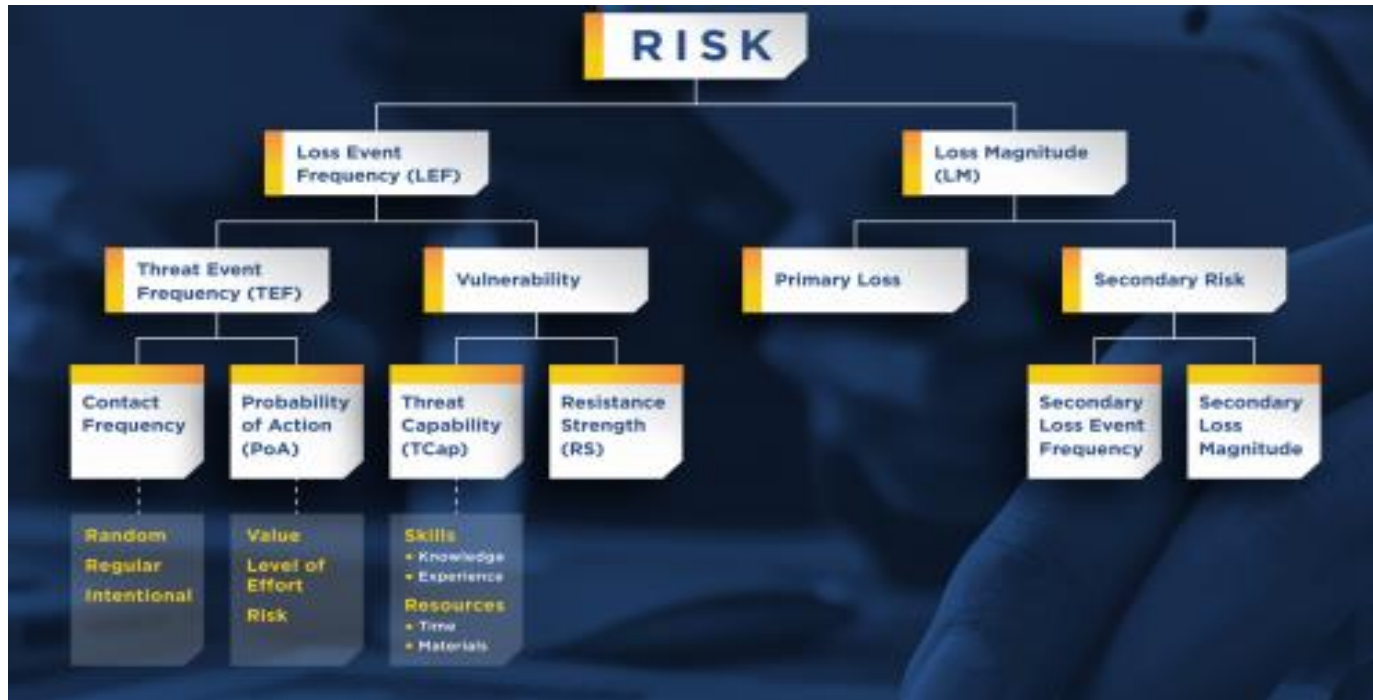 RISK
Loss Event
Frequency (LEF)
Loss Magnitude
(LM)
Threat Event
Frequency (TEF)
Vulnerability
Primary Loss
Secondary Risk
Contact
Frequency
Probability
of Action
(PoA)
Threat
Capability
(TCap)
Resistance
Strength
(RS)
Secondary
Loss Event
Frequency
Secondary
Loss
Magnitude
Random
Regular
Intentional
Value
Level of
Effort
Risk
Skills
• Knowledge
• Experience
Resources
• Time
• Materials